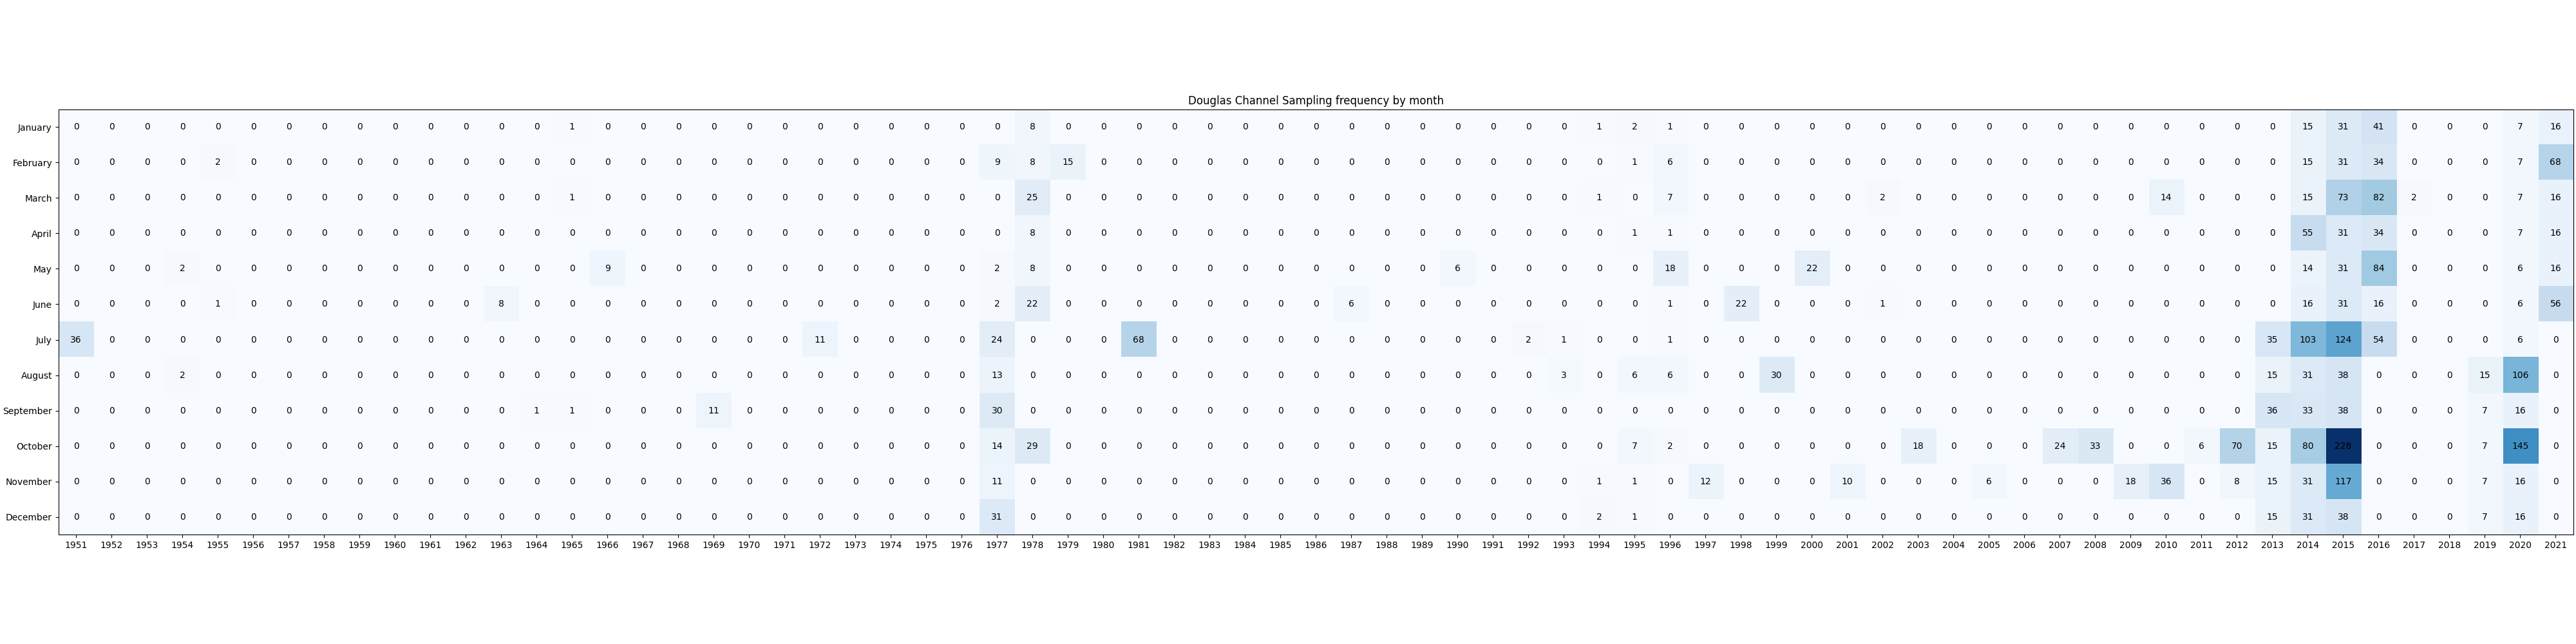 Douglas Channel Sampling frequency by month
January 0 0 0 0 0 0 0 0 0 0 0 0 0 0 1 0 0 0 0 0 0 0 0 0 0 0 0 8 0 0 0 0 0 0 0 0 0 0 0 0 0 0 0 1 2 1 0 0 0 0 0 0 0 0 0 0 0 0 0 0 0 0 0 15 31 41 0 0 0 7 16
February 0 0 0 0 2 0 0 0 0 0 0 0 0 0 0 0 0 0 0 0 0 0 0 0 0 0 9 8 15 0 0 0 0 0 0 0 0 0 0 0 0 0 0 0 1 6 0 0 0 0 0 0 0 0 0 0 0 0 0 0 0 0 0 15 31 34 0 0 0 7 68
March 0 0 0 0 0 0 0 0 0 0 0 0 0 0 1 0 0 0 0 0 0 0 0 0 0 0 0 25 0 0 0 0 0 0 0 0 0 0 0 0 0 0 0 1 0 7 0 0 0 0 0 2 0 0 0 0 0 0 0 14 0 0 0 15 73 82 2 0 0 7 16
April 0 0 0 0 0 0 0 0 0 0 0 0 0 0 0 0 0 0 0 0 0 0 0 0 0 0 0 8 0 0 0 0 0 0 0 0 0 0 0 0 0 0 0 0 1 1 0 0 0 0 0 0 0 0 0 0 0 0 0 0 0 0 0 55 31 34 0 0 0 7 16
May 0 0 0 2 0 0 0 0 0 0 0 0 0 0 0 9 0 0 0 0 0 0 0 0 0 0 2 8 0 0 0 0 0 0 0 0 0 0 0 6 0 0 0 0 0 18 0 0 0 22 0 0 0 0 0 0 0 0 0 0 0 0 0 14 31 84 0 0 0 6 16
June 0 0 0 0 1 0 0 0 0 0 0 0 8 0 0 0 0 0 0 0 0 0 0 0 0 0 2 22 0 0 0 0 0 0 0 0 6 0 0 0 0 0 0 0 0 1 0 22 0 0 0 1 0 0 0 0 0 0 0 0 0 0 0 16 31 16 0 0 0 6 56
July 36 0 0 0 0 0 0 0 0 0 0 0 0 0 0 0 0 0 0 0 0 11 0 0 0 0 24 0 0 0 68 0 0 0 0 0 0 0 0 0 0 2 1 0 0 1 0 0 0 0 0 0 0 0 0 0 0 0 0 0 0 0 35 103 124 54 0 0 0 6 0
August 0 0 0 2 0 0 0 0 0 0 0 0 0 0 0 0 0 0 0 0 0 0 0 0 0 0 13 0 0 0 0 0 0 0 0 0 0 0 0 0 0 0 3 0 6 6 0 0 30 0 0 0 0 0 0 0 0 0 0 0 0 0 15 31 38 0 0 0 15 106 0
September 0 0 0 0 0 0 0 0 0 0 0 0 0 1 1 0 0 0 11 0 0 0 0 0 0 0 30 0 0 0 0 0 0 0 0 0 0 0 0 0 0 0 0 0 0 0 0 0 0 0 0 0 0 0 0 0 0 0 0 0 0 0 36 33 38 0 0 0 7 16 0
October 0 0 0 0 0 0 0 0 0 0 0 0 0 0 0 0 0 0 0 0 0 0 0 0 0 0 14 29 0 0 0 0 0 0 0 0 0 0 0 0 0 0 0 0 7 2 0 0 0 0 0 0 18 0 0 0 24 33 0 0 6 70 15 80 228 0 0 0 7 145 0
November 0 0 0 0 0 0 0 0 0 0 0 0 0 0 0 0 0 0 0 0 0 0 0 0 0 0 11 0 0 0 0 0 0 0 0 0 0 0 0 0 0 0 0 1 1 0 12 0 0 0 10 0 0 0 6 0 0 0 18 36 0 8 15 31 117 0 0 0 7 16 0
December 0 0 0 0 0 0 0 0 0 0 0 0 0 0 0 0 0 0 0 0 0 0 0 0 0 0 31 0 0 0 0 0 0 0 0 0 0 0 0 0 0 0 0 2 1 0 0 0 0 0 0 0 0 0 0 0 0 0 0 0 0 0 15 31 38 0 0 0 7 16 0
1951 1952 1953 1954 1955 1956 1957 1958 1959 1960 1961 1962 1963 1964 1965 1966 1967 1968 1969 1970 1971 1972 1973 1974 1975 1976 1977 1978 1979 1980 1981 1982 1983 1984 1985 1986 1987 1988 1989 1990 1991 1992 1993 1994 1995 1996 1997 1998 1999 2000 2001 2002 2003 2004 2005 2006 2007 2008 2009 2010 2011 2012 2013 2014 2015 2016 2017 2018 2019 2020 2021